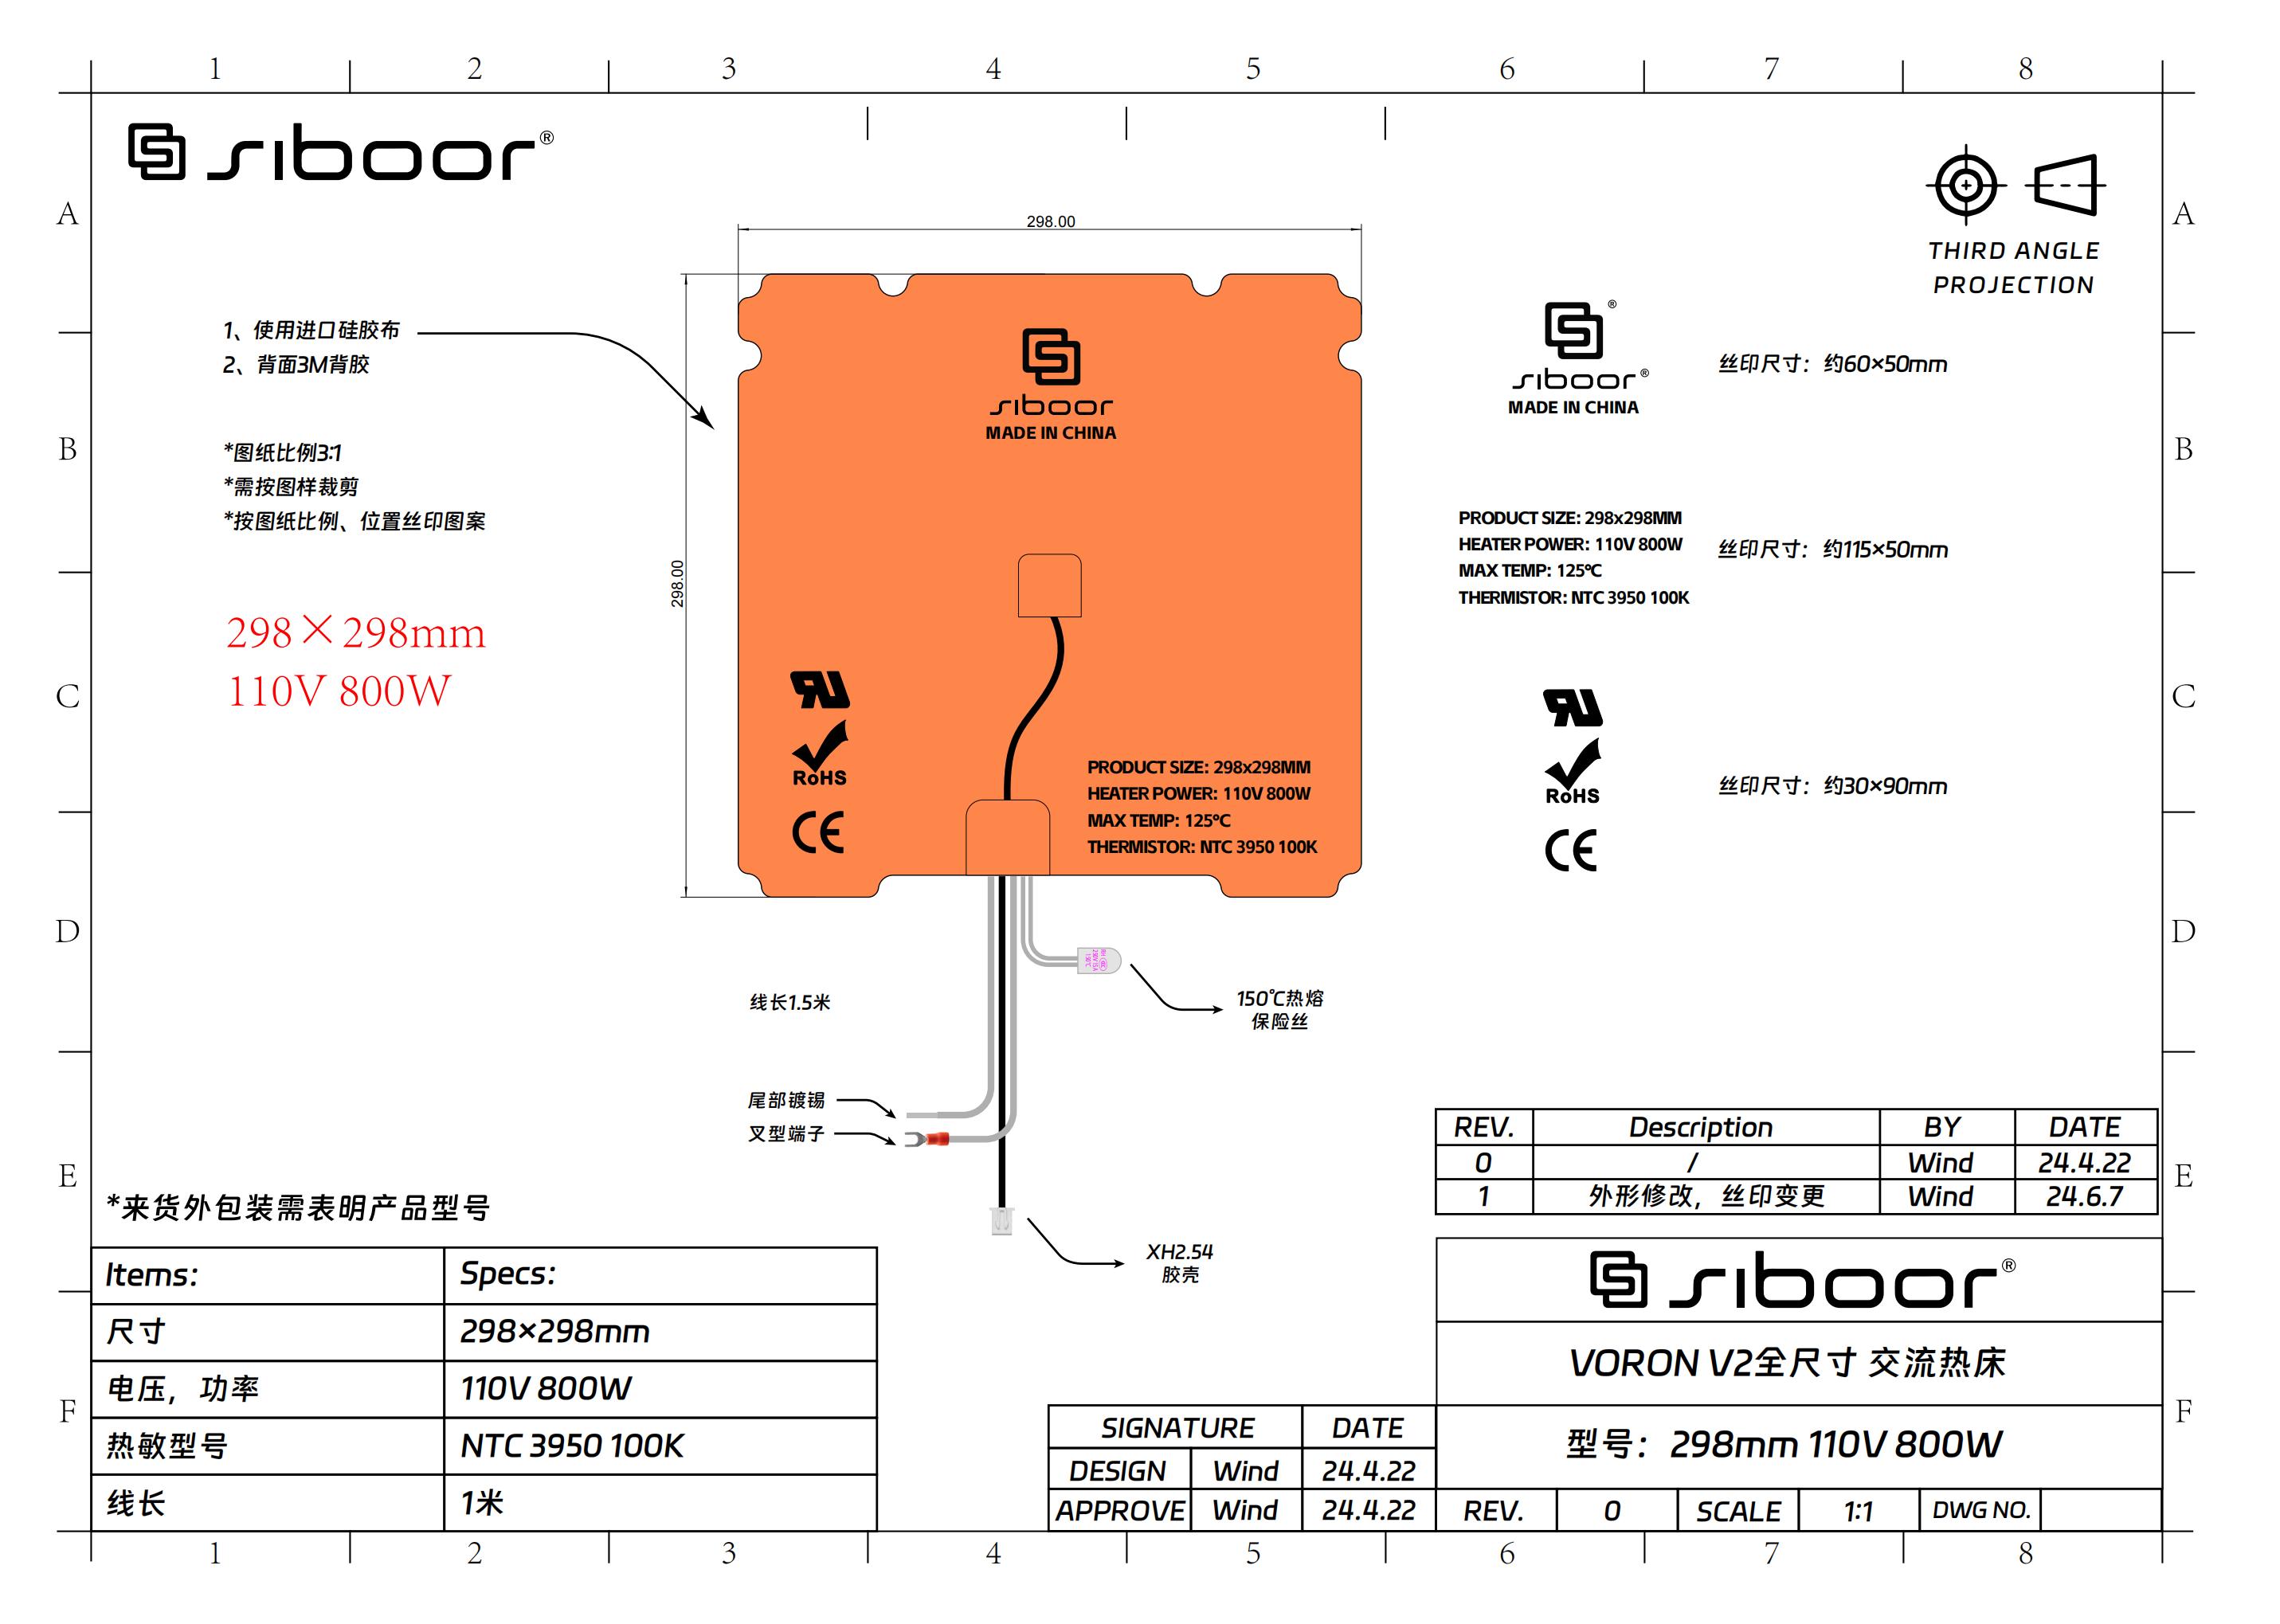 1 2 3 4 5 6 7 8
siboor®
A
A
THIRD ANGLE
PROJECTION
298.00
1、使用进口硅胶布
2、背面3M背胶
siboor
MADE IN CHINA
®
siboor®
MADE IN CHINA
丝印尺寸：约60×50mm
B
B
*图纸比例3:1
*需按图样裁剪
*按图纸比例、位置丝印图案
298.00
PRODUCT SIZE: 298x298MM
HEATER POWER: 110V 800W
MAX TEMP: 125℃
THERMISTOR: NTC 3950 100K
丝印尺寸：约115×50mm
298×298mm
110V 800W
C
C
RoHS
CE
PRODUCT SIZE: 298x298MM
HEATER POWER: 110V 800W
MAX TEMP: 125℃
THERMISTOR: NTC 3950 100K
RoHS
CE
丝印尺寸：约30×90mm
D
D
线长1.5米
150℃热熔
保险丝
尾部镀锡
叉型端子
XH2.54
胶壳
E
E
REV. Description BY DATE
0 / Wind 24.4.22
1 外形修改，丝印变更 Wind 24.6.7
*来货外包装需表明产品型号
Items: Specs:
尺寸 298×298mm
电压，功率 110V 800W
热敏型号 NTC 3950 100K
线长 1米
F
F
siboor®
VORON V2全尺寸 交流热床
型号：298mm 110V 800W
SIGNATURE DATE
DESIGN Wind 24.4.22
APPROVE Wind 24.4.22
REV. 0 SCALE 1:1 DWG NO.
1 2 3 4 5 6 7 8